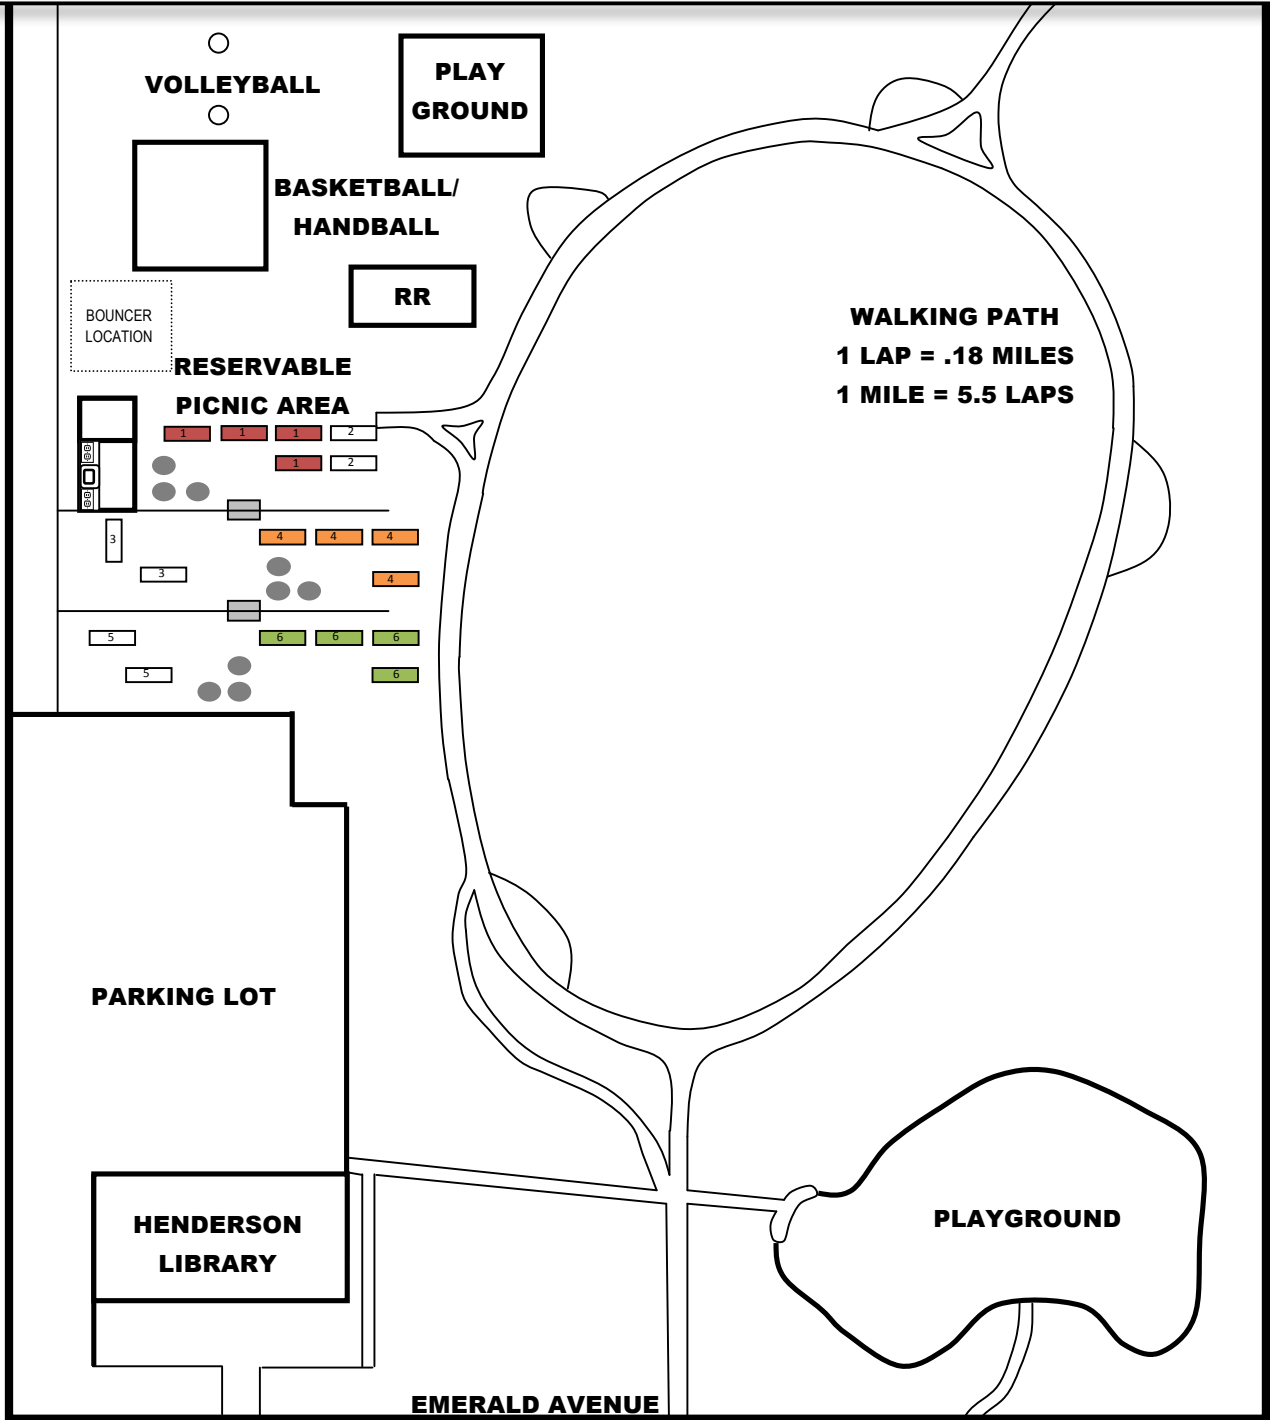 VOLLEYBALL
PLAY
GROUND
BASKETBALL/
HANDBALL
RR
BOUNCER
LOCATION
WALKING PATH
1 LAP = .18 MILES
1 MILE = 5.5 LAPS
RESERVABLE
PICNIC AREA
1 1 1 2
1 2
4 4 4
3
3
4
5
6 6 6
5
6
PARKING LOT
HENDERSON
LIBRARY
PLAYGROUND
EMERALD AVENUE